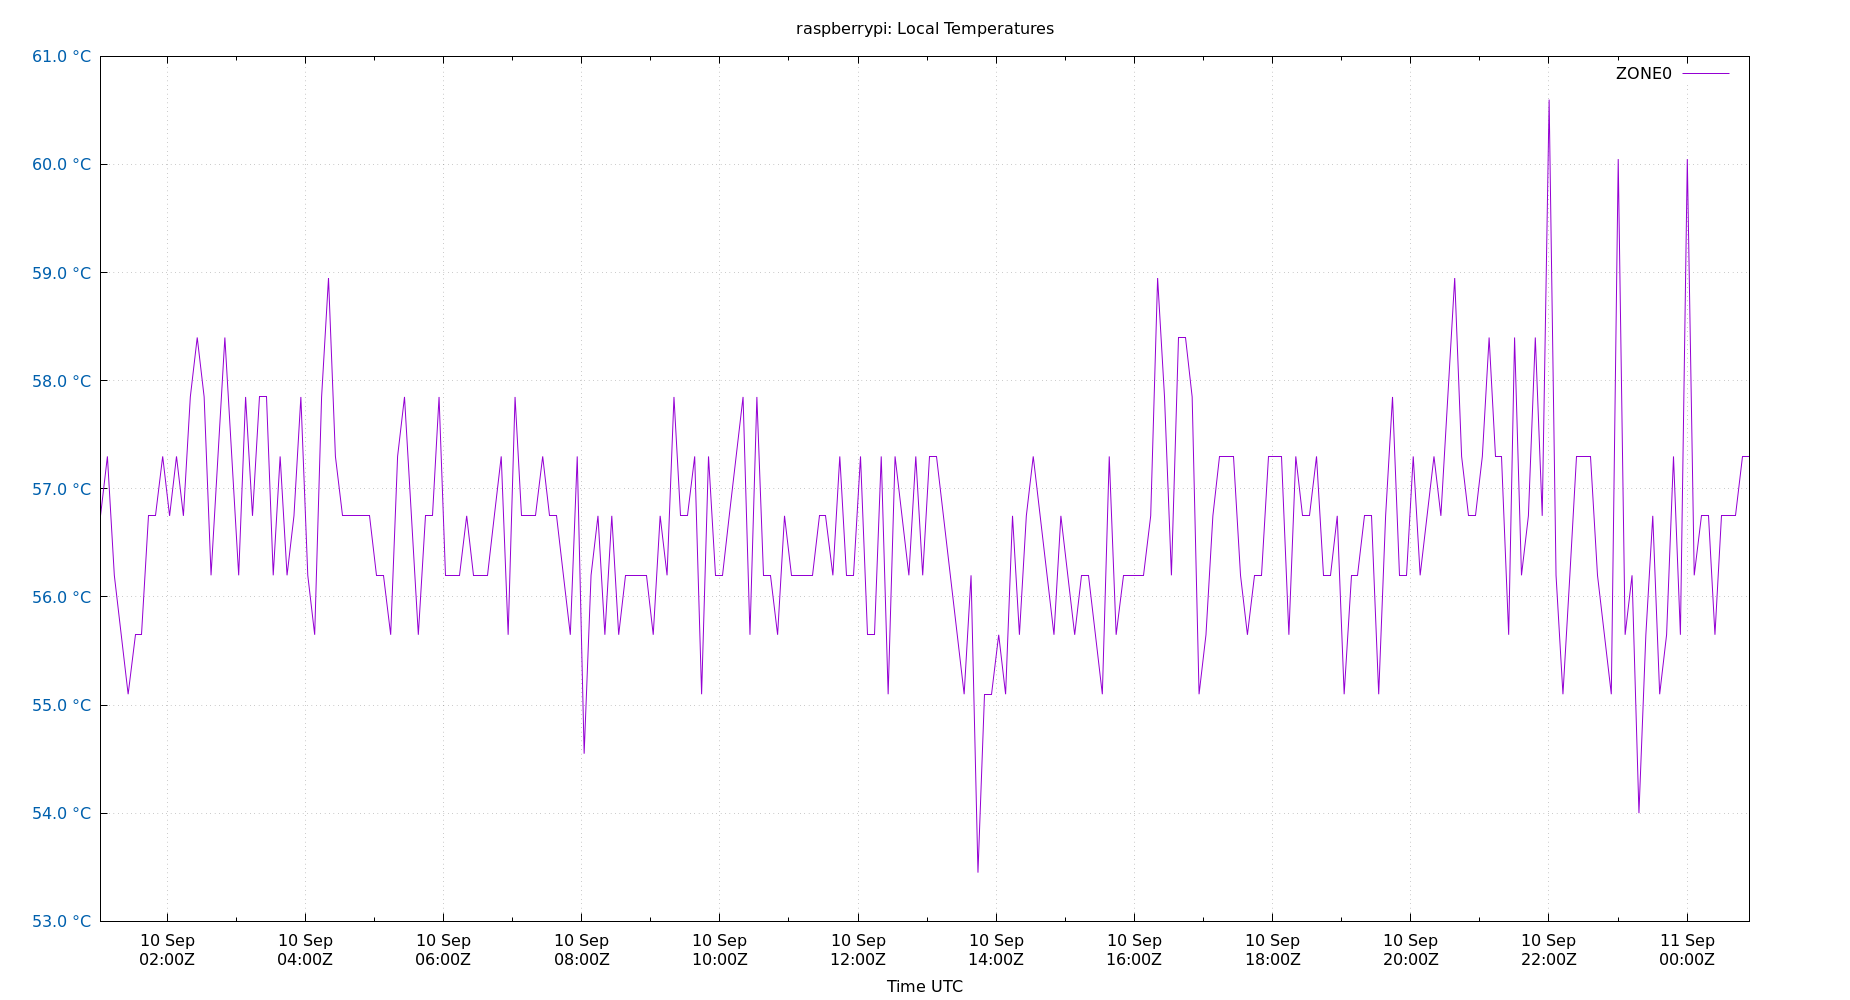 raspberrypi: Local Temperatures
61.0 °C
ZONE0
60.0 °C
59.0 °C
58.0 °C
57.0 °C
56.0 °C
55.0 °C
54.0 °C
53.0 °C
10 Sep 10 Sep 10 Sep 10 Sep 10 Sep 10 Sep 10 Sep 10 Sep 10 Sep 10 Sep 10 Sep 11 Sep
02:00Z 04:00Z 06:00Z 08:00Z 10:00Z 12:00Z 14:00Z 16:00Z 18:00Z 20:00Z 22:00Z 00:00Z
Time UTC